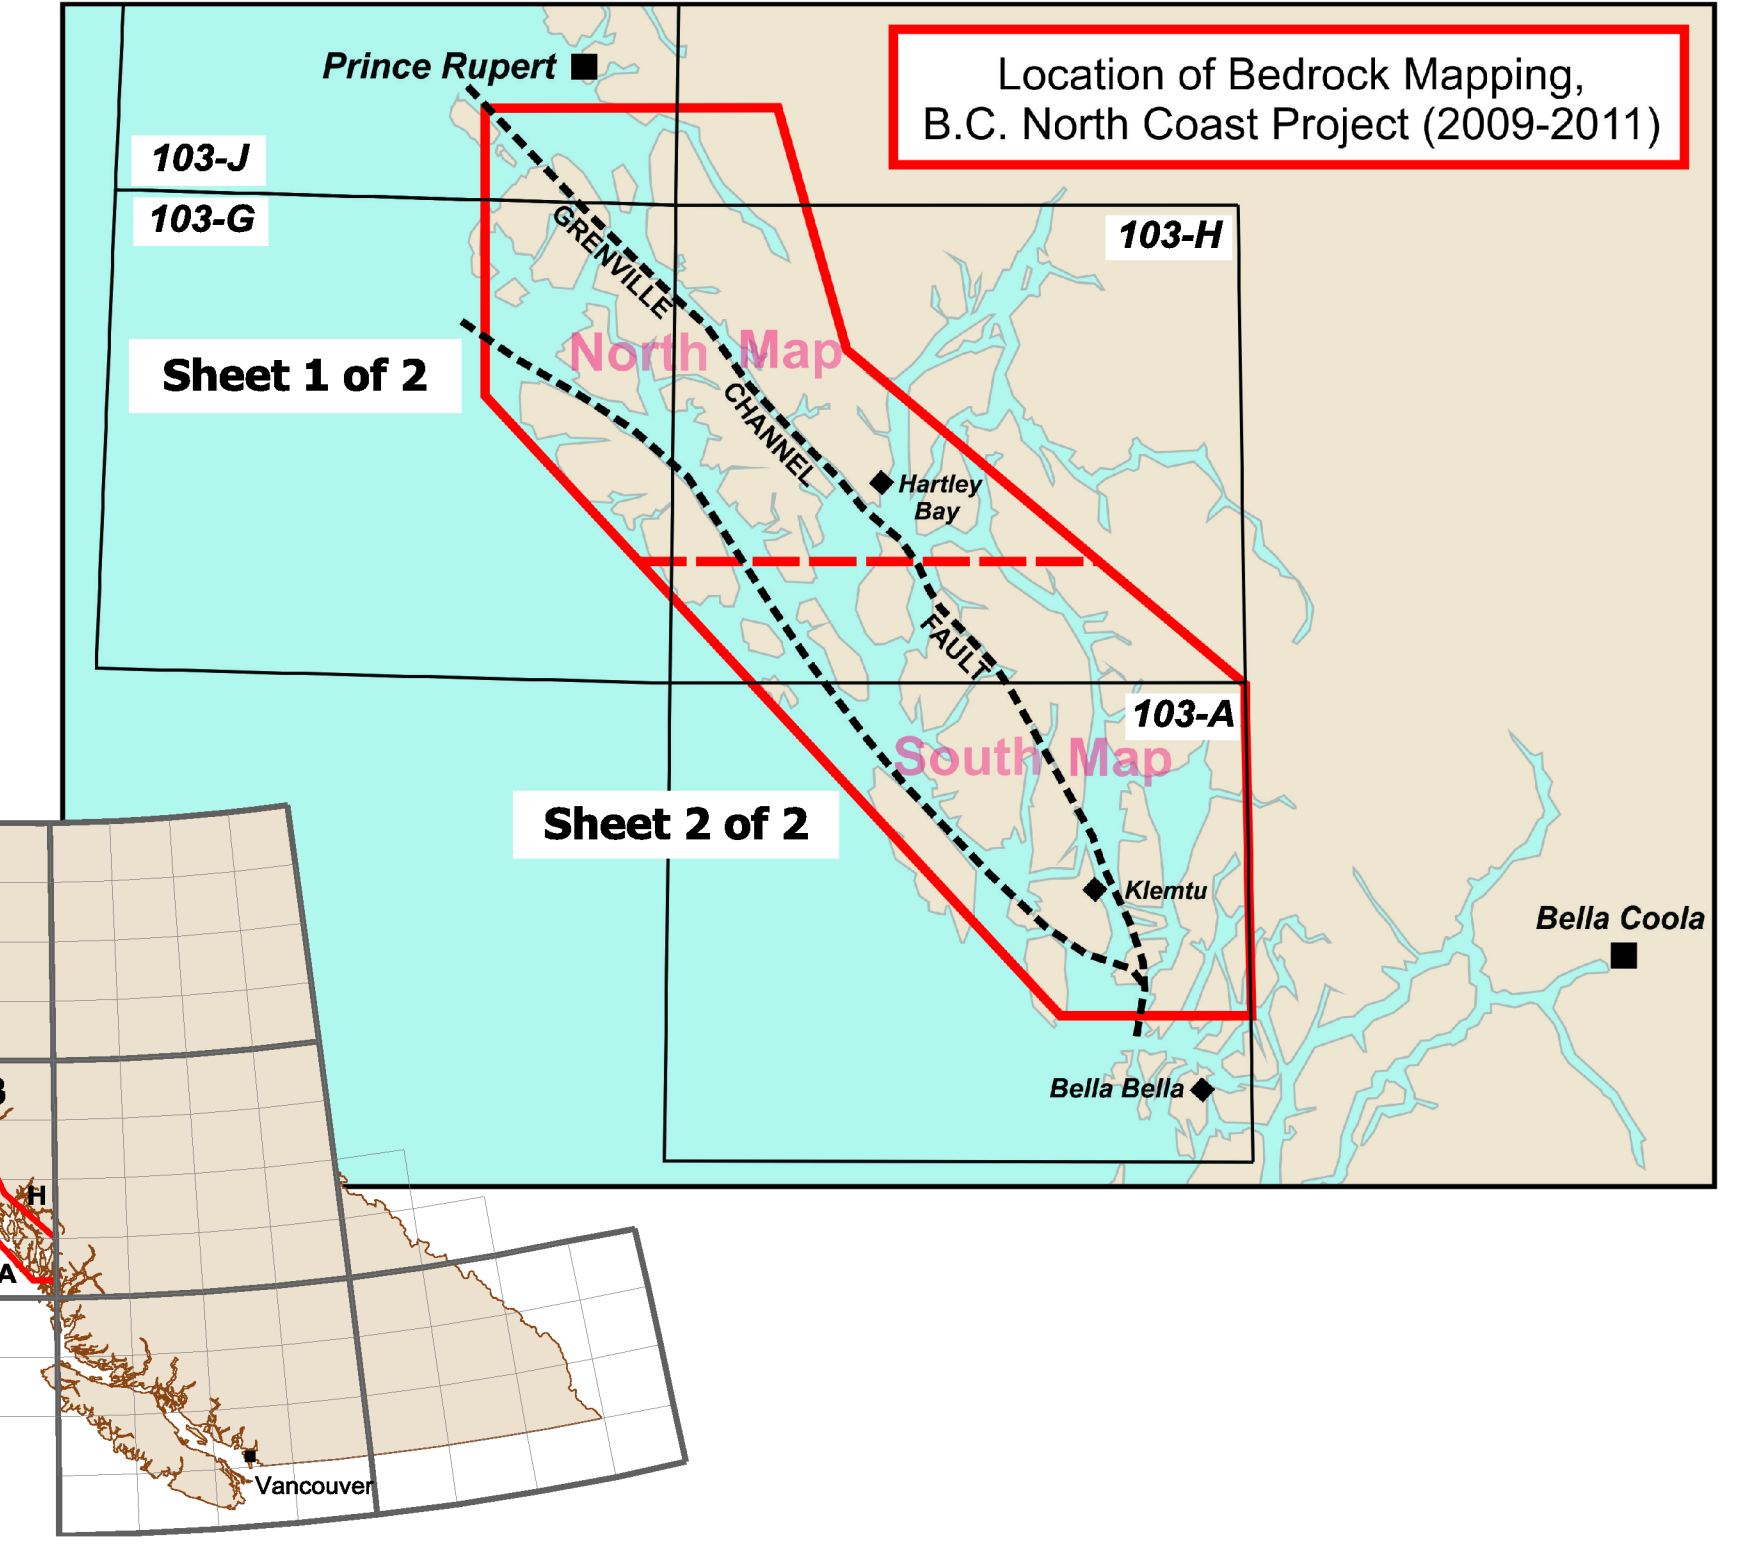 Prince Rupert
Location of Bedrock Mapping,
B.C. North Coast Project (2009-2011)
103-J
103-G
103-H
GRENVILLE
North Map
Sheet 1 of 2
CHANNEL
Hartley
Bay
FAULT
103-A
South Map
Sheet 2 of 2
Klemtu
Bella Coola
Bella Bella
H
A
Vancouver